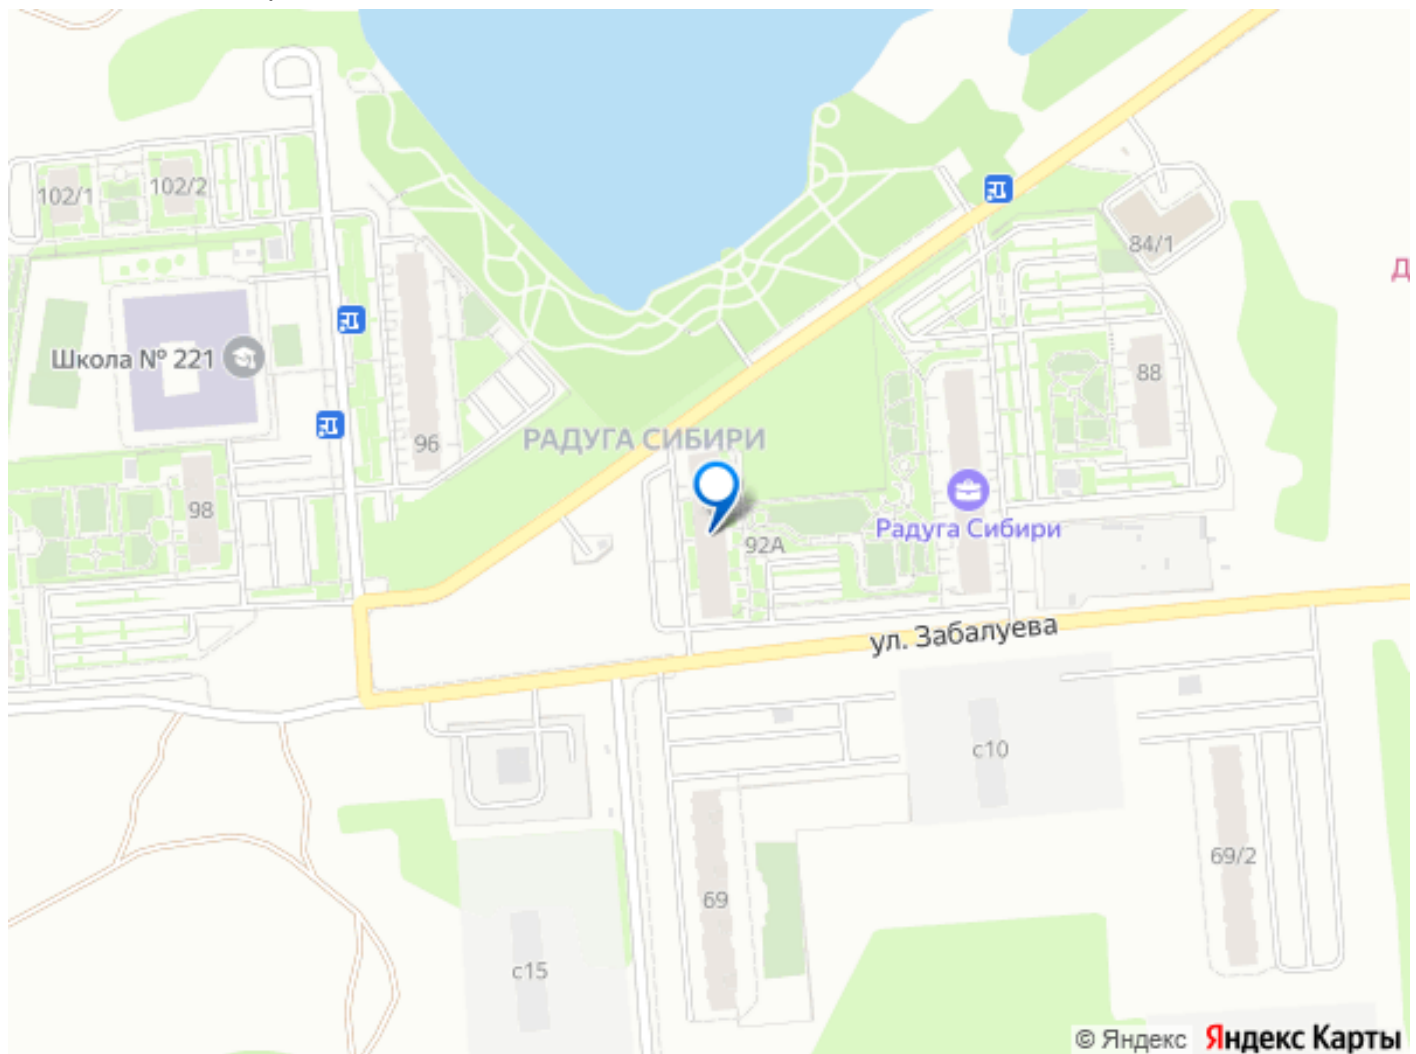 102/1
102/2
84/1
Д
Школа № 221
88
96
РАДУГА СИБИРИ
98
92А
Радуга Сибири
ул. Забалуева
с10
69
69/2
с15
© Яндекс Яндекс Карты